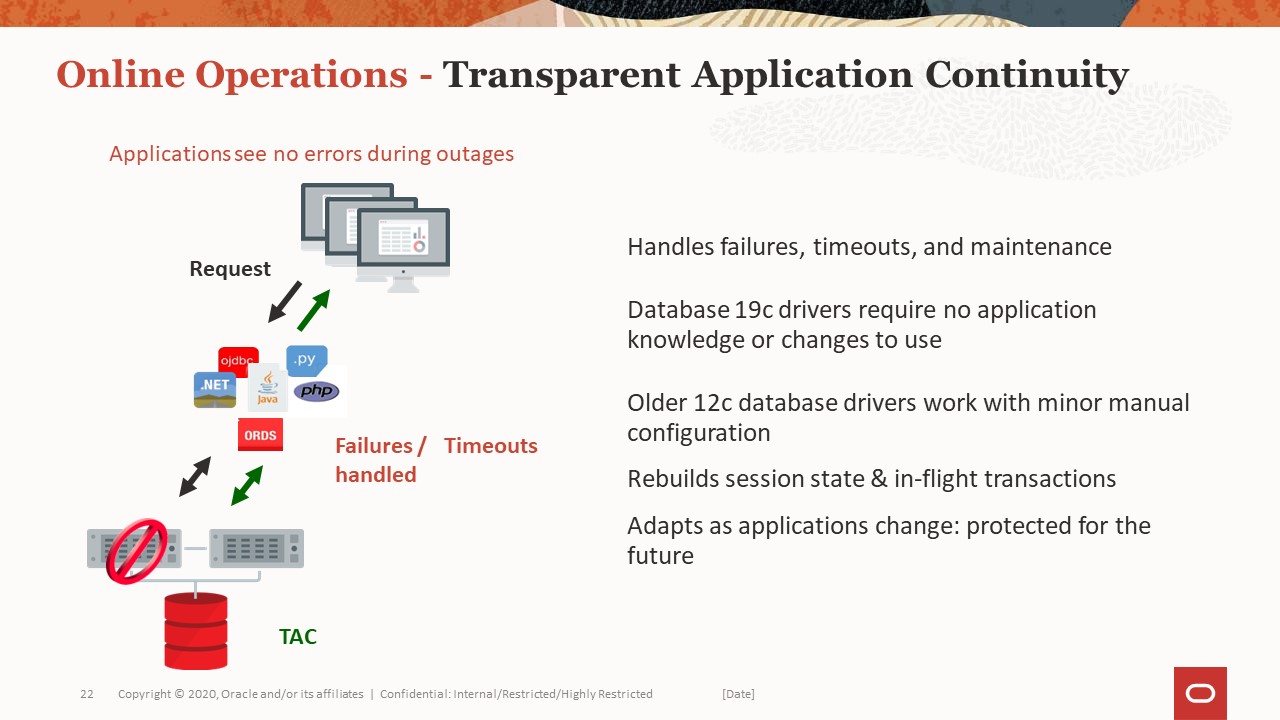 Online Operations - Transparent Application Continuity
Applications see no errors during outages
Request
ojdbc
.py
.NET
Java
php
ORDS
Failures / Timeouts
handled
TAC
Handles failures, timeouts, and maintenance
Database 19c drivers require no application
knowledge or changes to use
Older 12c database drivers work with minor manual
configuration
Rebuilds session state & in-flight transactions
Adapts as applications change: protected for the
future
22 Copyright © 2020, Oracle and/or its affiliates | Confidential: Internal/Restricted/Highly Restricted [Date]